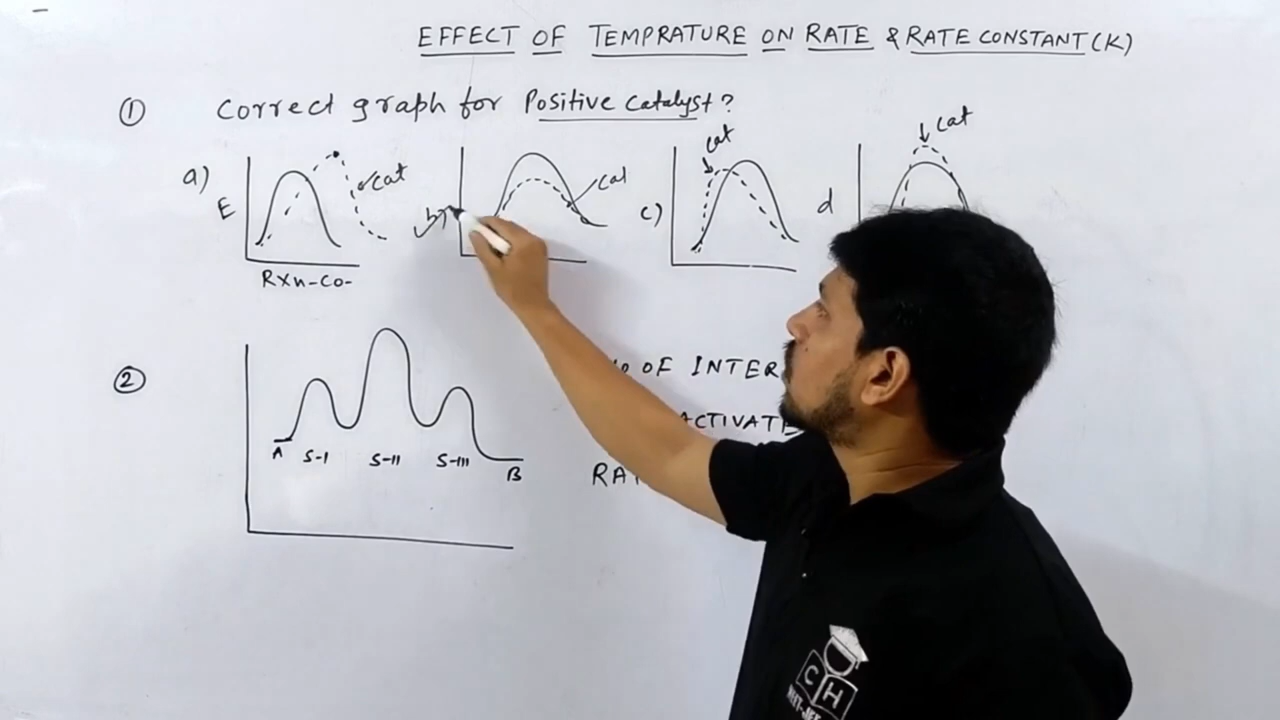 EFFECT OF TEMPRATURE ON RATE & RATE CONSTANT (K)
① Correct graph for Positive Catalyst ?
a) E cat Rxn-Co-
b) cat
c) cat
d cat
②
A S-I S-II S-III B
OF INTER
ACTIVATE
RAT
C H